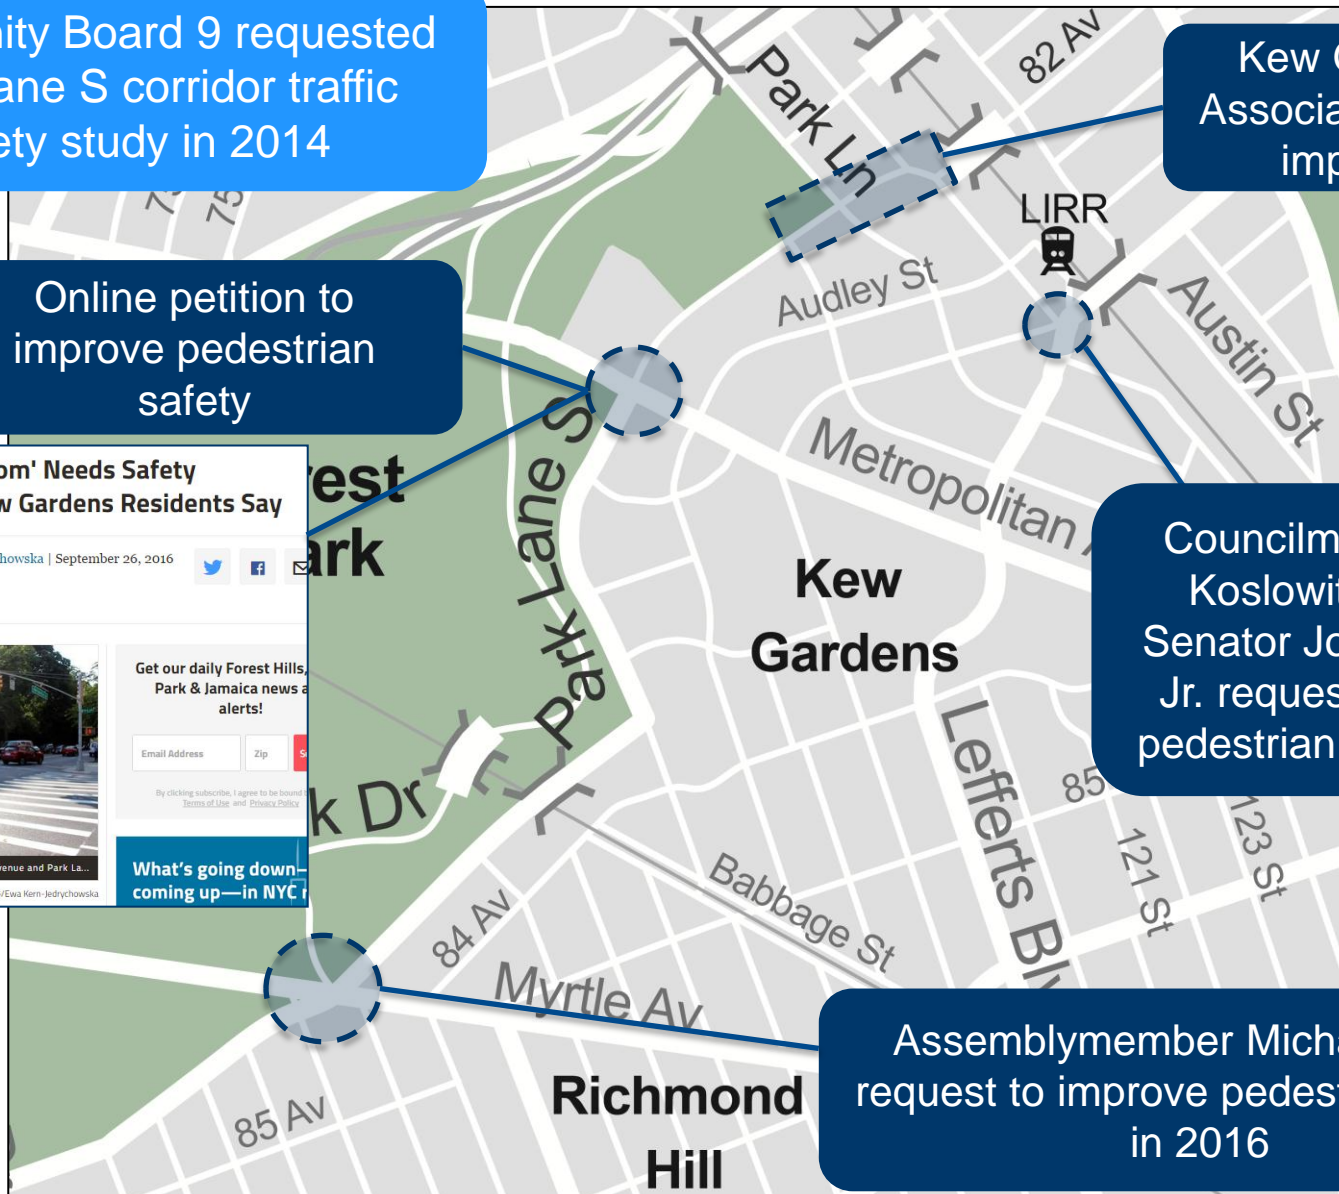 nity Board 9 requested
ane S corridor traffic
ety study in 2014
Kew
Associa
imp
82 Av
Park Ln
75
LIRR
Audley St
Austin St
Online petition to
improve pedestrian
safety
om' Needs Safety
w Gardens Residents Say
howska | September 26, 2016
est
ark
Park Lane S
Metropolitan
Kew
Gardens
Councilm
Koslowit
Senator Jo
Jr. reques
pedestrian
Get our daily Forest Hills,
Park & Jamaica news a
alerts!
Email Address
Zip
By clicking subscribe, I agree to be bound
Terms of Use and Privacy Policy
venue and Park La...
/Ewa Kern-Jedrychowska
What's going down—
coming up—in NYC
k Dr
Lefferts Blv
85
121 St
123 St
84 Av
Babbage St
Myrtle Av
85 Av
Richmond
Hill
Assemblymember Micha
request to improve pedest
in 2016